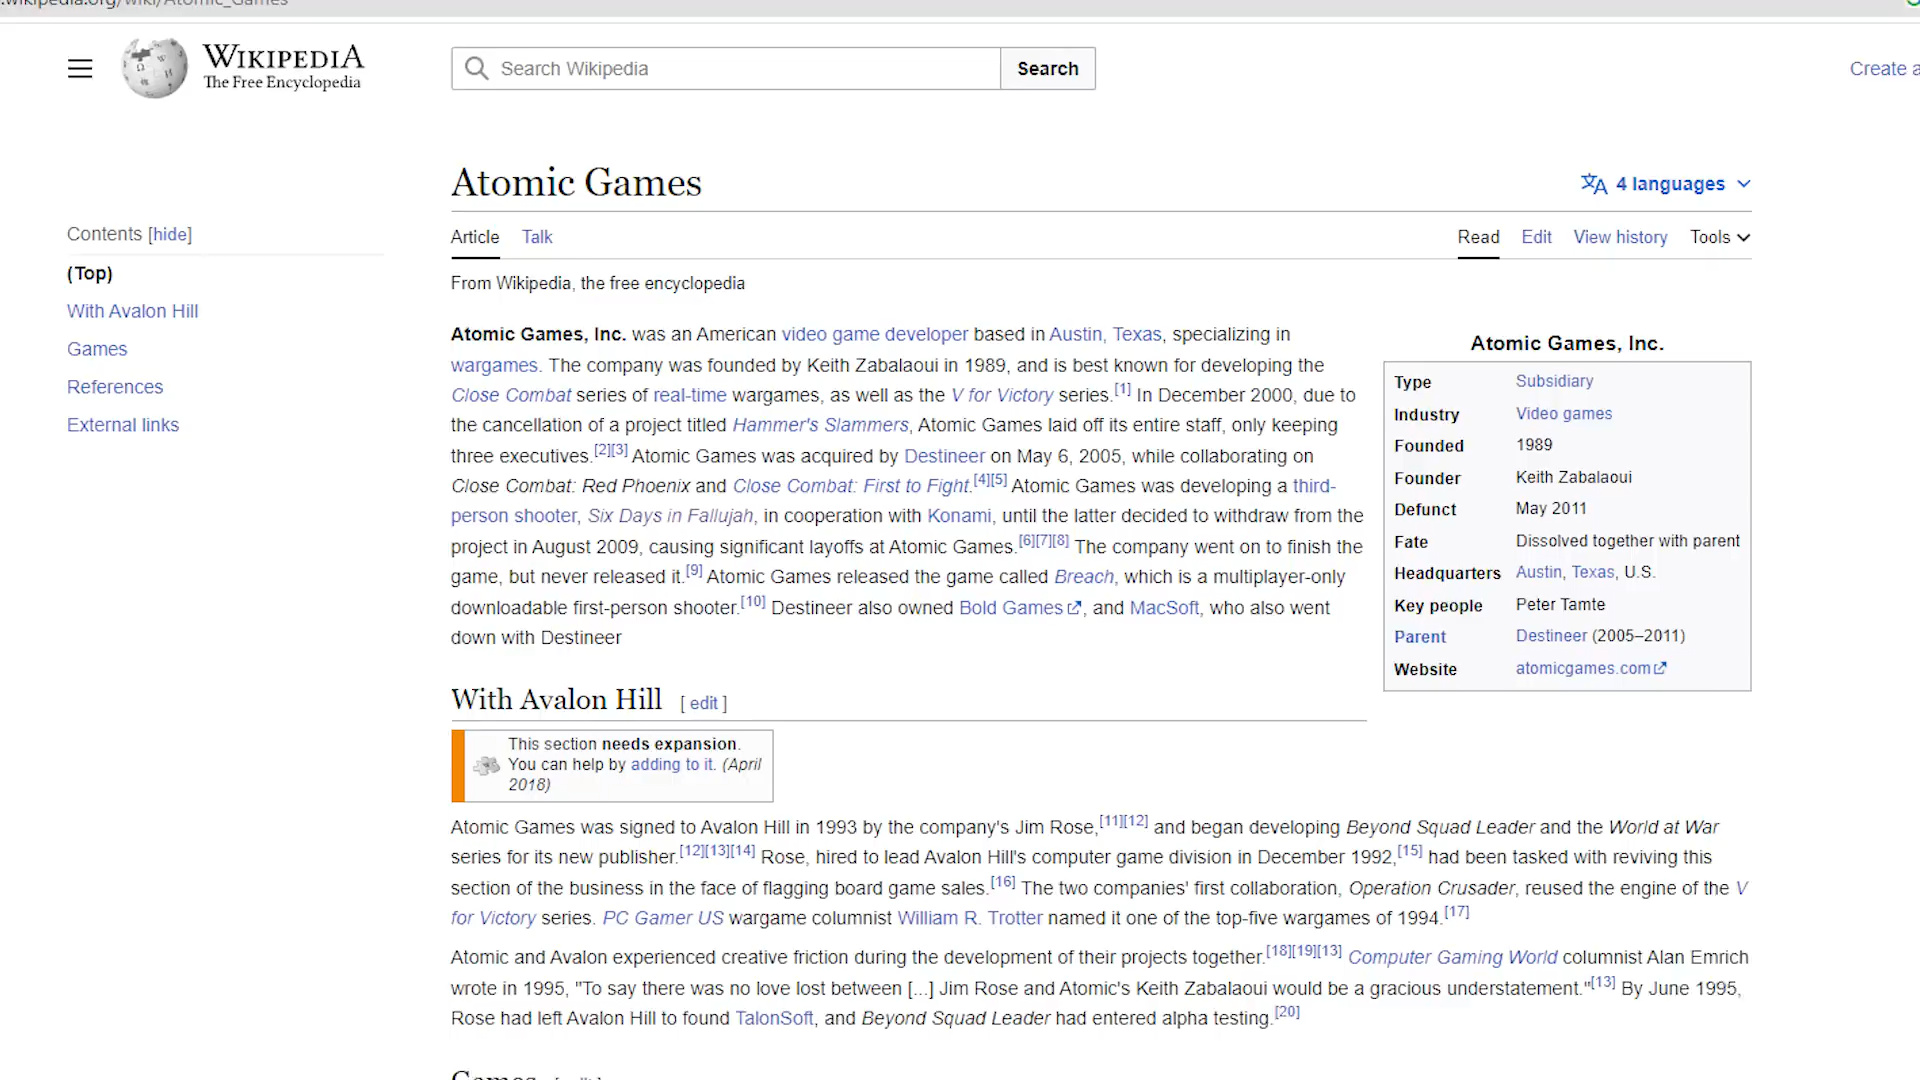 .wikipedia.org/wiki/Atomic_Games
WIKIPEDIA
The Free Encyclopedia
Search Wikipedia
Search
Create a
Atomic Games
4 languages
Contents [hide]
(Top)
With Avalon Hill
Games
References
External links
Article Talk
Read Edit View history Tools
From Wikipedia, the free encyclopedia
Atomic Games, Inc. was an American video game developer based in Austin, Texas, specializing in
wargames. The company was founded by Keith Zabalaoui in 1989, and is best known for developing the
Close Combat series of real-time wargames, as well as the V for Victory series.[1] In December 2000, due to
the cancellation of a project titled Hammer's Slammers, Atomic Games laid off its entire staff, only keeping
three executives.[2][3] Atomic Games was acquired by Destineer on May 6, 2005, while collaborating on
Close Combat: Red Phoenix and Close Combat: First to Fight.[4][5] Atomic Games was developing a third-
person shooter, Six Days in Fallujah, in cooperation with Konami, until the latter decided to withdraw from the
project in August 2009, causing significant layoffs at Atomic Games.[6][7][8] The company went on to finish the
game, but never released it.[9] Atomic Games released the game called Breach, which is a multiplayer-only
downloadable first-person shooter.[10] Destineer also owned Bold Games, and MacSoft, who also went
down with Destineer
Atomic Games, Inc.
Type Subsidiary
Industry Video games
Founded 1989
Founder Keith Zabalaoui
Defunct May 2011
Fate Dissolved together with parent
Headquarters Austin, Texas, U.S.
Key people Peter Tamte
Parent Destineer (2005–2011)
Website atomicgames.com
With Avalon Hill [ edit ]
This section needs expansion.
You can help by adding to it. (April
2018)
Atomic Games was signed to Avalon Hill in 1993 by the company's Jim Rose,[11][12] and began developing Beyond Squad Leader and the World at War
series for its new publisher.[12][13][14] Rose, hired to lead Avalon Hill's computer game division in December 1992,[15] had been tasked with reviving this
section of the business in the face of flagging board game sales.[16] The two companies' first collaboration, Operation Crusader, reused the engine of the V
for Victory series. PC Gamer US wargame columnist William R. Trotter named it one of the top-five wargames of 1994.[17]
Atomic and Avalon experienced creative friction during the development of their projects together.[18][19][13] Computer Gaming World columnist Alan Emrich
wrote in 1995, "To say there was no love lost between [...] Jim Rose and Atomic's Keith Zabalaoui would be a gracious understatement."[13] By June 1995,
Rose had left Avalon Hill to found TalonSoft, and Beyond Squad Leader had entered alpha testing.[20]
Games [ edit ]